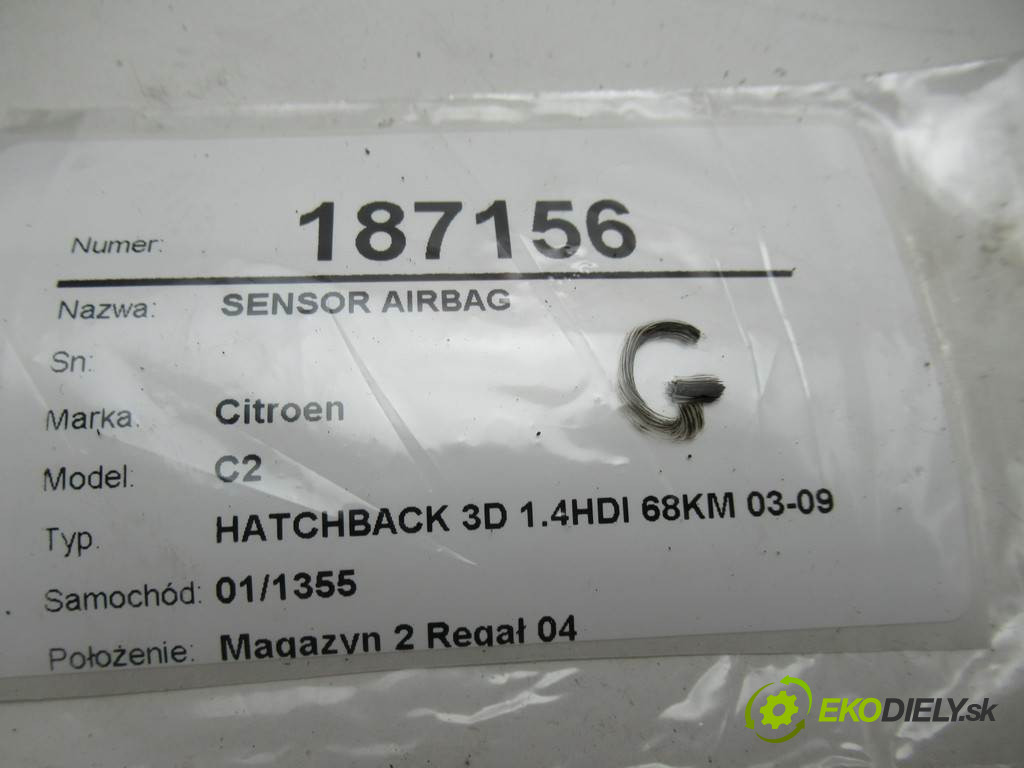 Numer: 187156
Nazwa: SENSOR AIRBAG
Sn:
Marka. Citroen
Model: C2
Typ. HATCHBACK 3D 1.4HDI 68KM 03-09
Samochód: 01/1355
Położenie: Magazyn 2 Regał 04
G
EKODIELY.sk